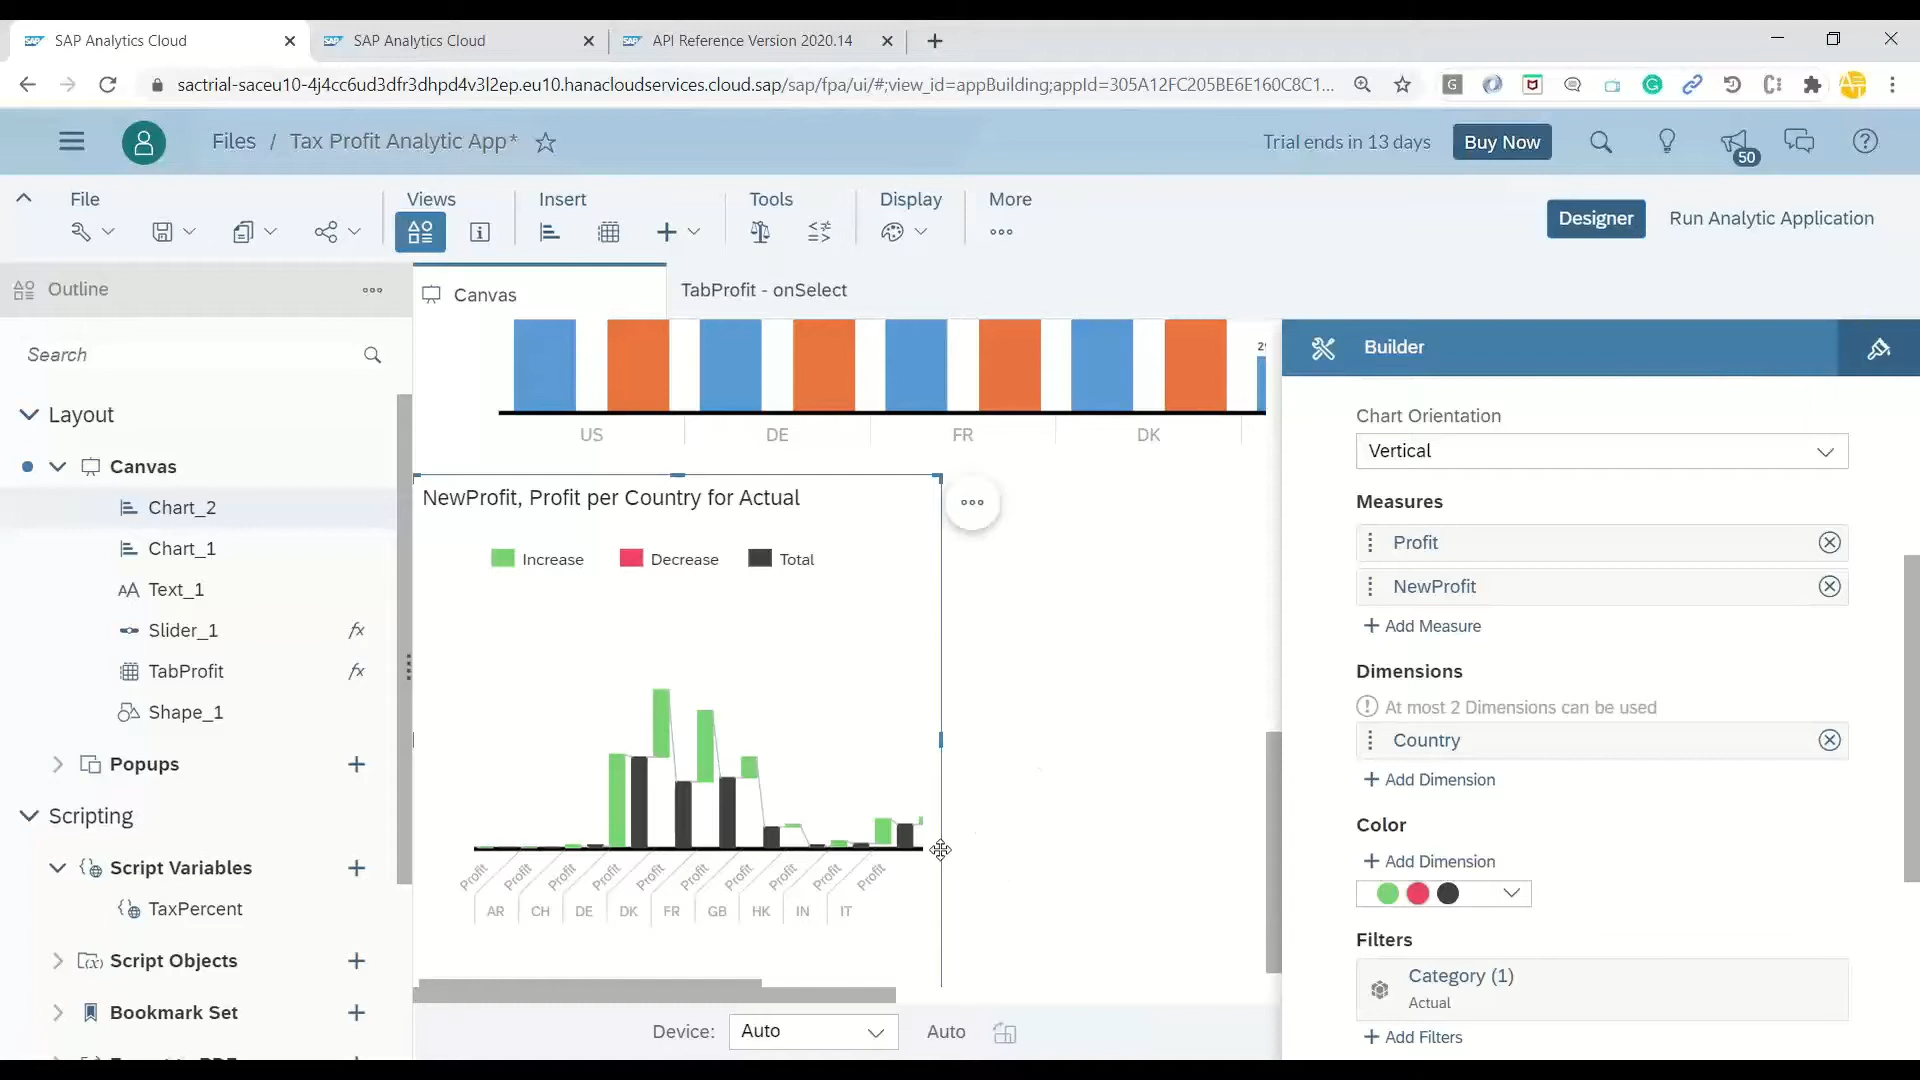 SAP Analytics Cloud
SAP Analytics Cloud
API Reference Version 2020.14
sactrial-saceu10-4j4cc6ud3dfr3dhpd4v3l2ep.eu10.hanacloudservices.cloud.sap/sap/fpa/ui/#;view_id=appBuilding;appId=305A12FC205BE6E160C8C1...
Files / Tax Profit Analytic App*
Trial ends in 13 days
Buy Now
50
File
Views
Insert
Tools
Display
More
Designer
Run Analytic Application
Outline
Canvas
TabProfit - onSelect
Search
Layout
Canvas
Chart_2
Chart_1
Text_1
Slider_1
fx
TabProfit
fx
Shape_1
Popups
Scripting
Script Variables
TaxPercent
Script Objects
Bookmark Set
US
DE
FR
DK
NewProfit, Profit per Country for Actual
Increase
Decrease
Total
Profit
Profit
Profit
Profit
Profit
Profit
Profit
Profit
Profit
Profit
AR
CH
DE
DK
FR
GB
HK
IN
IT
Device:
Auto
Auto
Builder
Chart Orientation
Vertical
Measures
Profit
NewProfit
+ Add Measure
Dimensions
At most 2 Dimensions can be used
Country
+ Add Dimension
Color
+ Add Dimension
Filters
Category (1)
Actual
+ Add Filters